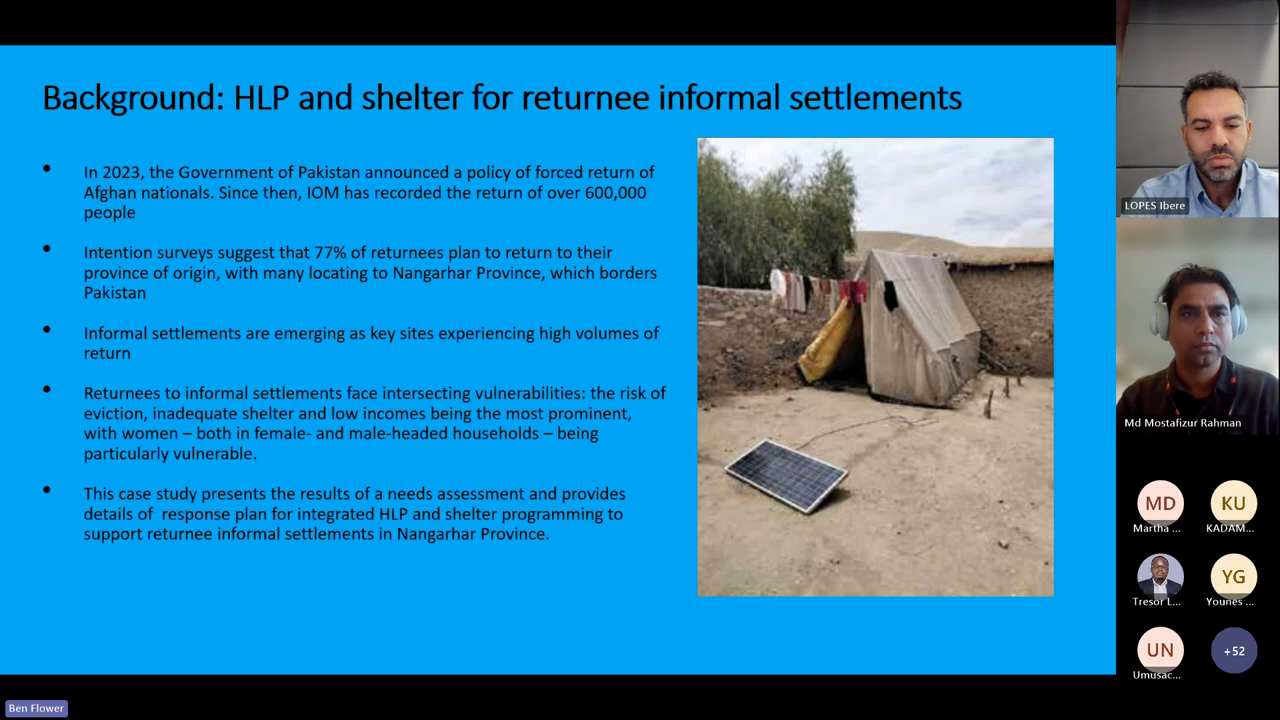 Background: HLP and shelter for returnee informal settlements
• In 2023, the Government of Pakistan announced a policy of forced return of
Afghan nationals. Since then, IOM has recorded the return of over 600,000
people
• Intention surveys suggest that 77% of returnees plan to return to their
province of origin, with many locating to Nangarhar Province, which borders
Pakistan
• Informal settlements are emerging as key sites experiencing high volumes of
return
• Returnees to informal settlements face intersecting vulnerabilities: the risk of
eviction, inadequate shelter and low incomes being the most prominent,
with women – both in female- and male-headed households – being
particularly vulnerable.
• This case study presents the results of a needs assessment and provides
details of response plan for integrated HLP and shelter programming to
support returnee informal settlements in Nangarhar Province.
LOPES Ibere
Md Mostafizur Rahman
MD
Martha ...
KU
KADAM...
Tresor L...
YG
Younes ...
UN
Umusac...
+52
Ben Flower